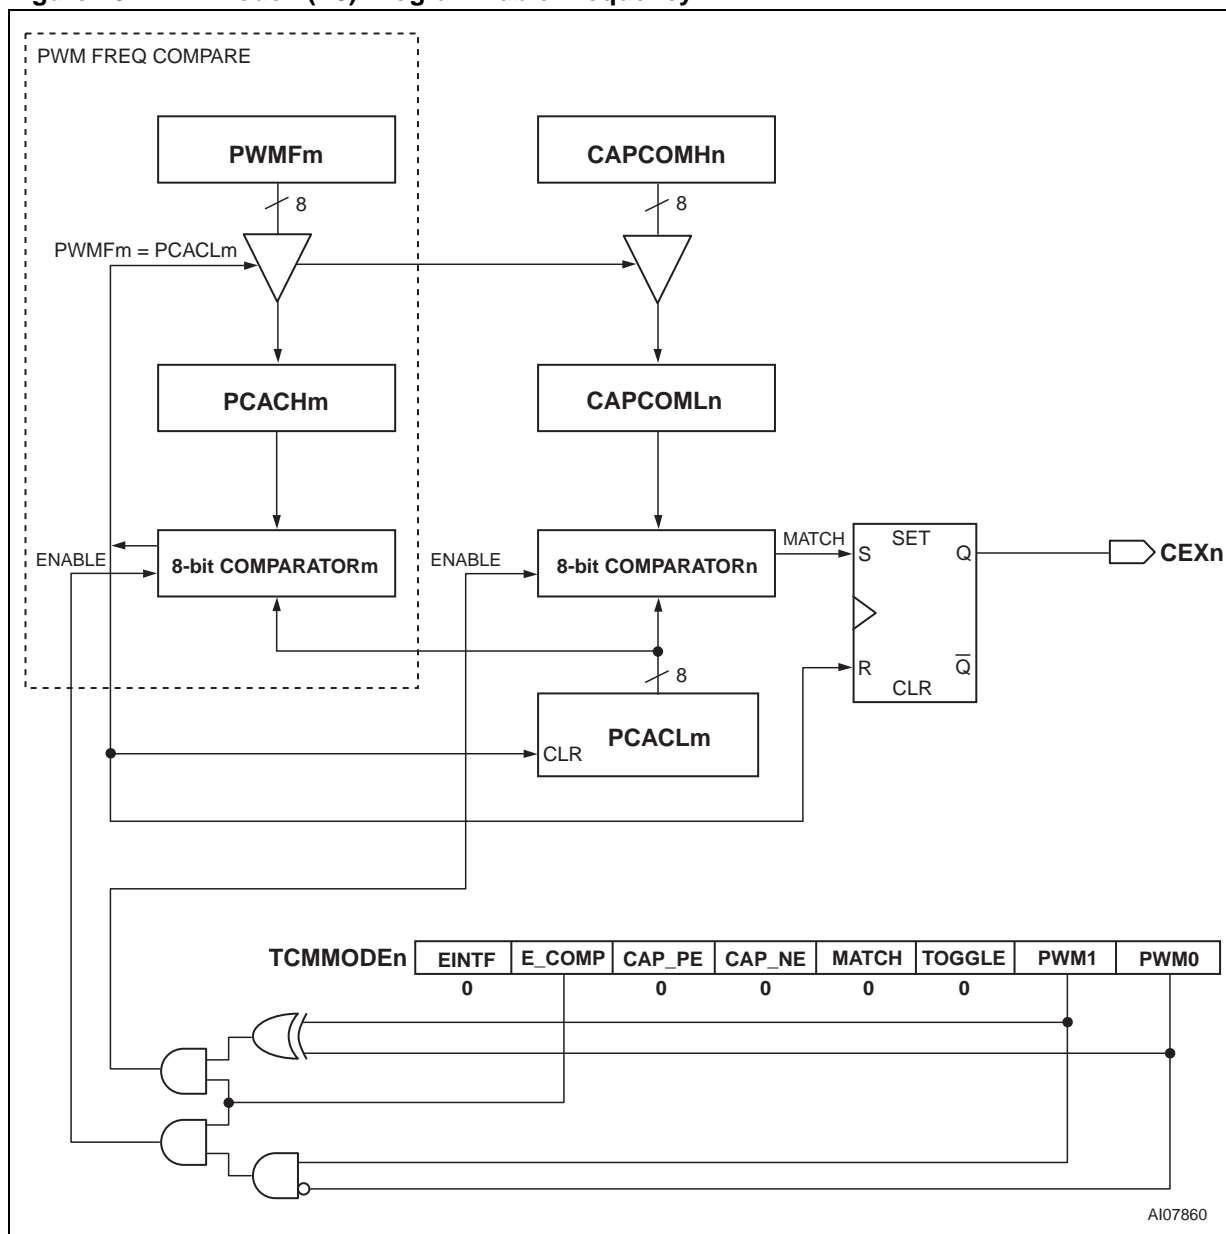 PWM FREQ COMPARE
PWMFm
CAPCOMHn
8
8
PWMFm = PCACLm
PCACHm
CAPCOMLn
ENABLE
8-bit COMPARATORm
ENABLE
8-bit COMPARATORn
MATCH
S
SET
Q
CEXn
R
Q
CLR
8
PCACLm
CLR
TCMMODEn
EINTF
E_COMP
CAP_PE
CAP_NE
MATCH
TOGGLE
PWM1
PWM0
0
0
0
0
0
AI07860